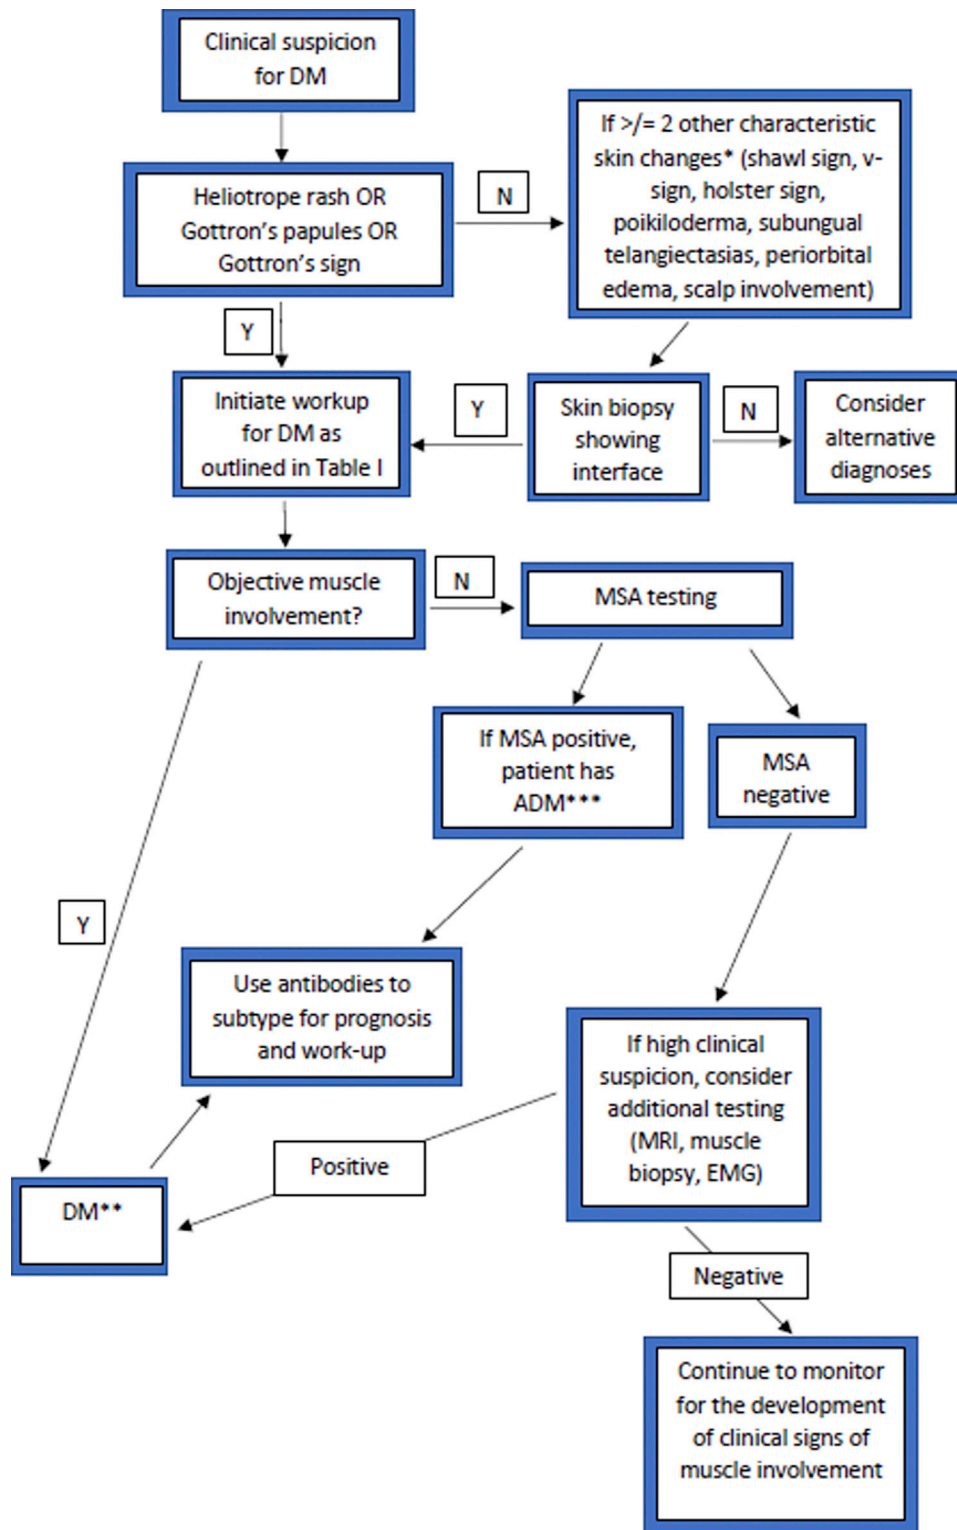 Clinical suspicion
for DM
If >/= 2 other characteristic
skin changes* (shawl sign, v-
sign, holster sign,
poikiloderma, subungual
telangiectasias, periorbital
edema, scalp involvement)
N
Heliotrope rash OR
Gottron’s papules OR
Gottron’s sign
Y
Initiate workup
for DM as
outlined in Table I
Y
Skin biopsy
showing
interface
N
Consider
alternative
diagnoses
Objective muscle
involvement?
N
MSA testing
If MSA positive,
patient has
ADM***
MSA
negative
Y
Use antibodies to
subtype for prognosis
and work-up
If high clinical
suspicion, consider
additional testing
(MRI, muscle
biopsy, EMG)
Positive
DM**
Negative
Continue to monitor
for the development
of clinical signs of
muscle involvement